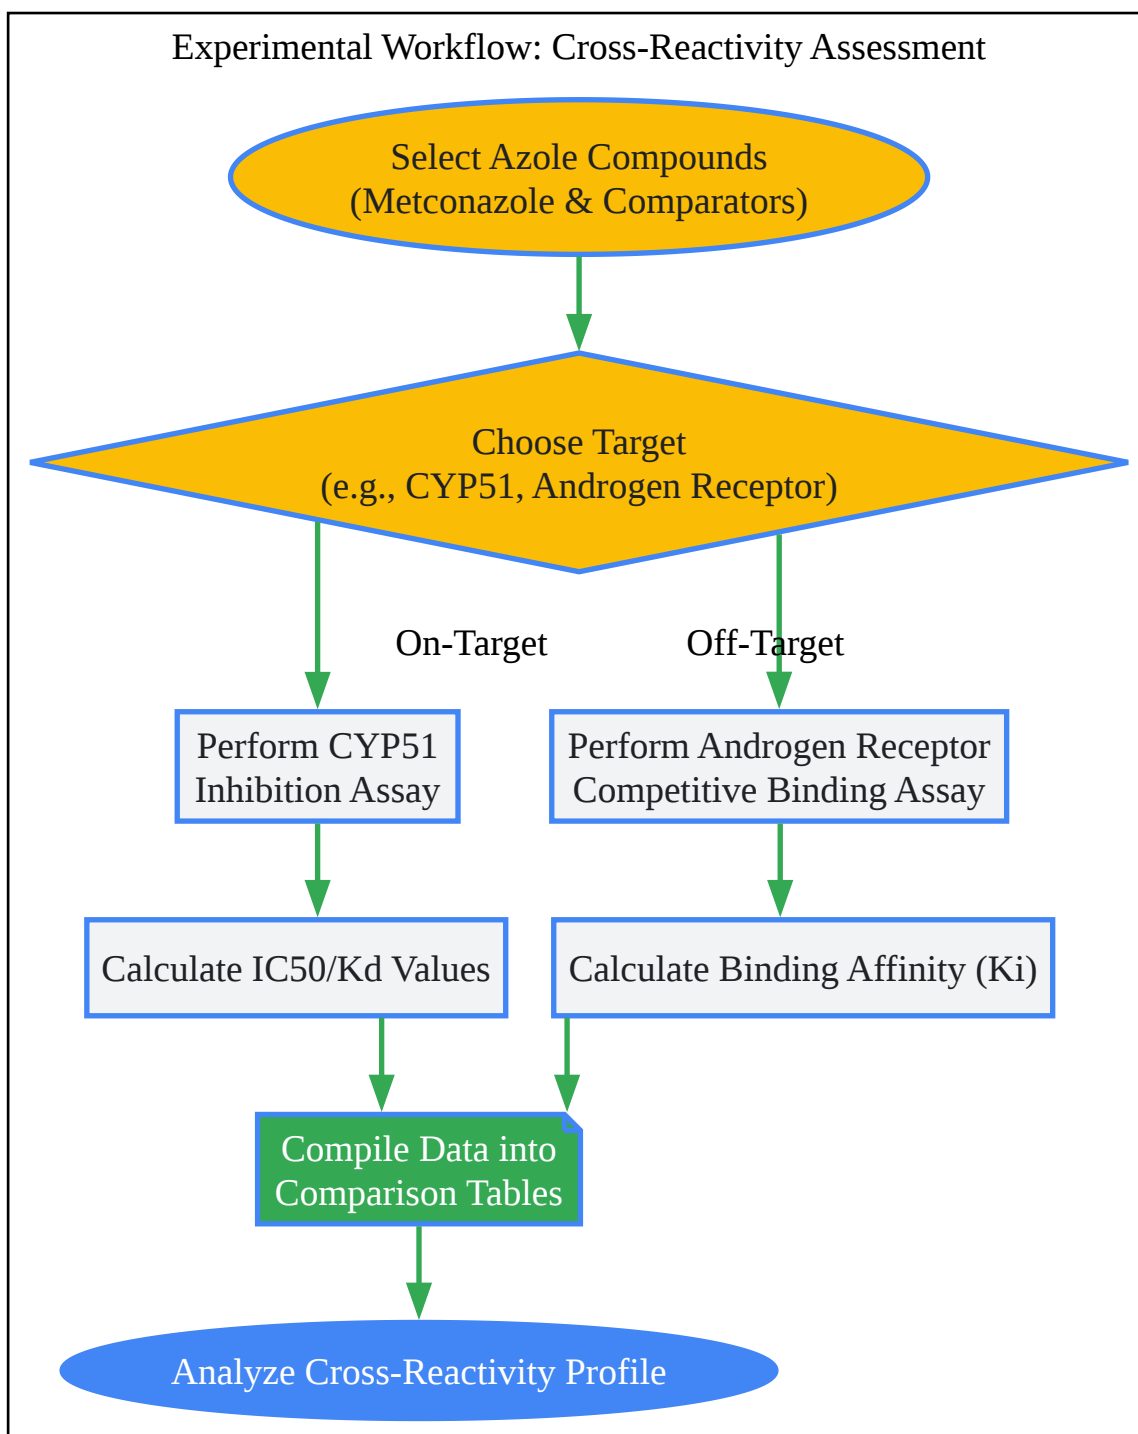 Experimental Workflow: Cross-Reactivity Assessment
Select Azole Compounds
(Metconazole & Comparators)
Choose Target
(e.g., CYP51, Androgen Receptor)
On-Target
Off-Target
Perform CYP51
Inhibition Assay
Perform Androgen Receptor
Competitive Binding Assay
Calculate IC50/Kd Values
Calculate Binding Affinity (Ki)
Compile Data into
Comparison Tables
Analyze Cross-Reactivity Profile